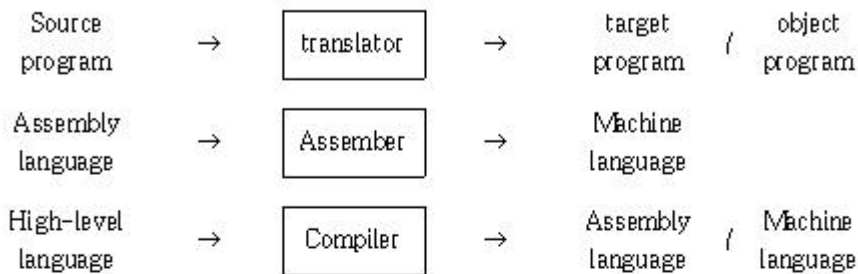 Source program → translator → target program / object program
Assembly language → Assember → Machine language
High-level language → Compiler → Assembly language / Machine language